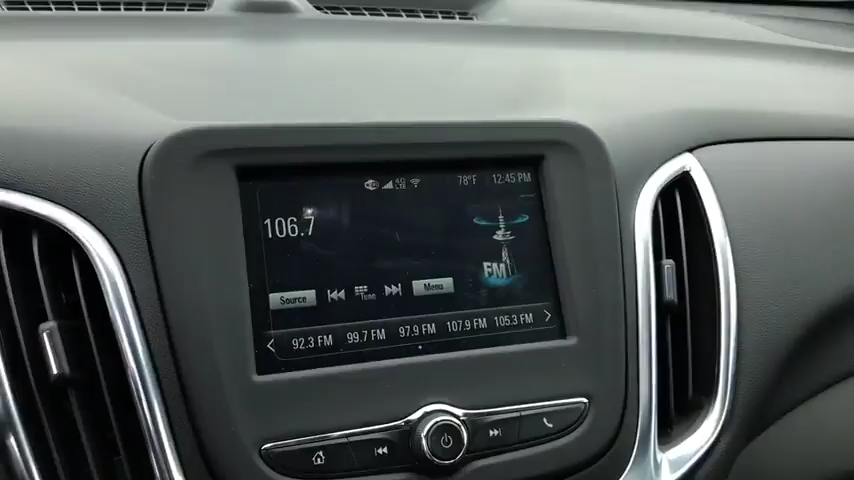 4G LTE 78°F 12:45 PM
106.7
FM
Source Tune Menu
92.3 FM 99.7 FM 97.9 FM 107.9 FM 105.3 FM